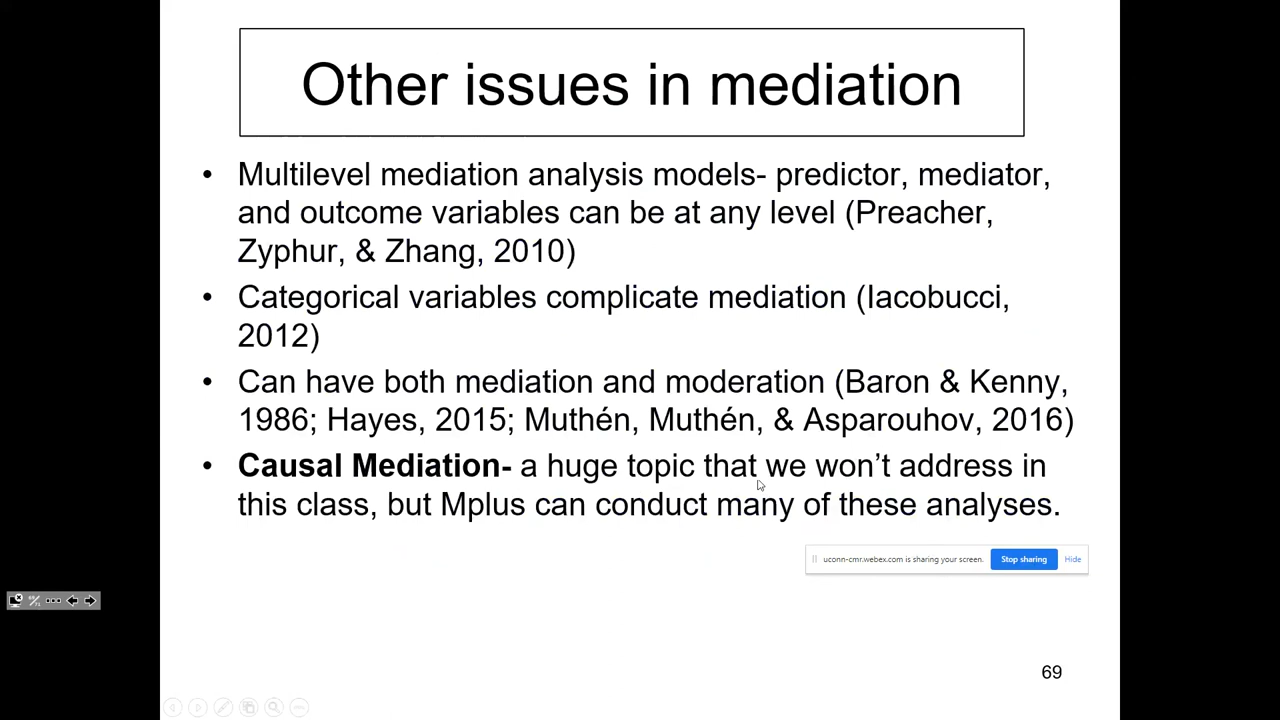 Other issues in mediation
• Multilevel mediation analysis models- predictor, mediator,
and outcome variables can be at any level (Preacher,
Zyphur, & Zhang, 2010)
• Categorical variables complicate mediation (Iacobucci,
2012)
• Can have both mediation and moderation (Baron & Kenny,
1986; Hayes, 2015; Muthén, Muthén, & Asparouhov, 2016)
• Causal Mediation- a huge topic that we won’t address in
this class, but Mplus can conduct many of these analyses.
uconn-cmr.webex.com is sharing your screen.
Stop sharing
Hide
69